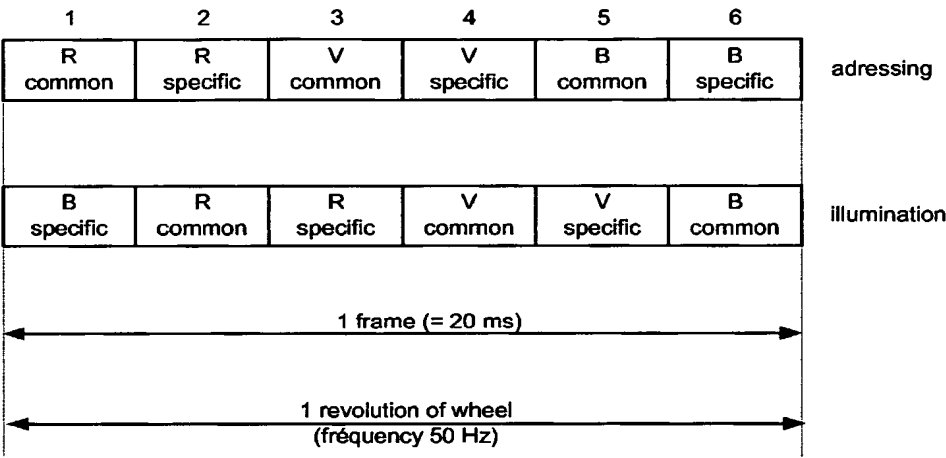 1 2 3 4 5 6
R R V V B B
common specific common specific common specific adressing
B R R V V B
specific common specific common specific common illumination
1 frame (= 20 ms)
1 revolution of wheel
(fréquency 50 Hz)